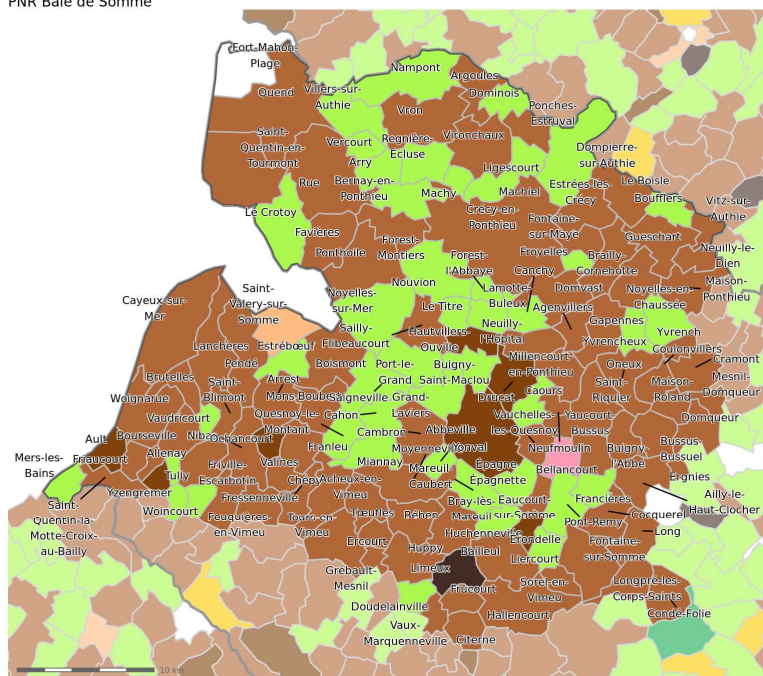 PNR Baie de Somme
Fort-Mahon-
Plage
Nampont
Argoules
Quend
Villers-sur-
Authie
Dominois
Vron
Ponches-
Estruval
Saint-
Quentin-en-
Tourmont
Vercourt
Regnière-
Écluse
Vironchaux
Arry
Dompierre-
sur-Authie
Ligescourt
Rue
Bernay-en-
Ponthieu
Machy
Machiel
Estrées-lès-
Crécy
Le Boisle
Boufflers
Vitz-sur-
Authie
Le Crotoy
Crécy-en-
Ponthieu
Fontaine-
sur-Maye
Favières
Forest-
Montiers
Gueschart
Ponthoile
Forest-
l'Abbaye
Froyelles
Brailly-
Cornehotte
Neuilly-le-
Dien
Canchy
Nouvion
Lamotte-
Buleux
Domvast
Noyelles-en-
Chaussée
Maison-
Ponthieu
Saint-
Valery-sur-
Somme
Cayeux-sur-
Mer
Noyelles-
sur-Mer
Le Titre
Agenvillers
Gapennes
Sailly-
Flibeaucourt
Hautvillers-
Ouville
Neuilly-
l'Hôpital
Yvrencheux
Yvrench
Lanchères
Estrébœuf
Coulonvillers
Pendé
Boismont
Port-le-
Grand
Buigny-
Saint-Maclou
Millencourt-
en-Ponthieu
Oneux
Cramont
Brutelles
Saint-
Blimont
Arrest
Mons-Boubert
Saigneville
Grand-
Laviers
Drucat
Caours
Saint-
Riquier
Maison-
Roland
Mesnil-
Domqueur
Woignarue
Quesnoy-le-
Montant
Cahon
Vauchelles-
les-Quesnoy
Yaucourt-
Bussus
Domqueur
Vaudricourt
Cambron
Abbeville
Ault
Bourseville
Nibas
Ochancourt
Franleu
Moyenneville
Yonval
Neufmoulin
Buigny-
l'Abbé
Bussus-
Bussuel
Mers-les-
Bains
Friaucourt
Allenay
Miannay
Mareuil-
Caubert
Épagne-
Épagnette
Bellancourt
Tully
Friville-
Escarbotin
Valines
Chépy
Acheux-en-
Vimeu
Ergnies
Yzengremer
Fressenneville
Bray-lès-
Mareuil
Eaucourt-
sur-Somme
Francières
Ailly-le-
Haut-Clocher
Saint-
Quentin-la-
Motte-Croix-
au-Bailly
Woincourt
Feuquières-
en-Vimeu
Tours-en-
Vimeu
Tœufles
Béhen
Pont-Remy
Cocquerel
Long
Huchenneville
Érondelle
Ercourt
Huppy
Bailleul
Liercourt
Fontaine-
sur-Somme
Grébault-
Mesnil
Limeux
Frucourt
Sorel-en-
Vimeu
Longpré-les-
Corps-Saints
Condé-Folie
Doudelainville
Hallencourt
Vaux-
Marquenneville
Citerne
10 km